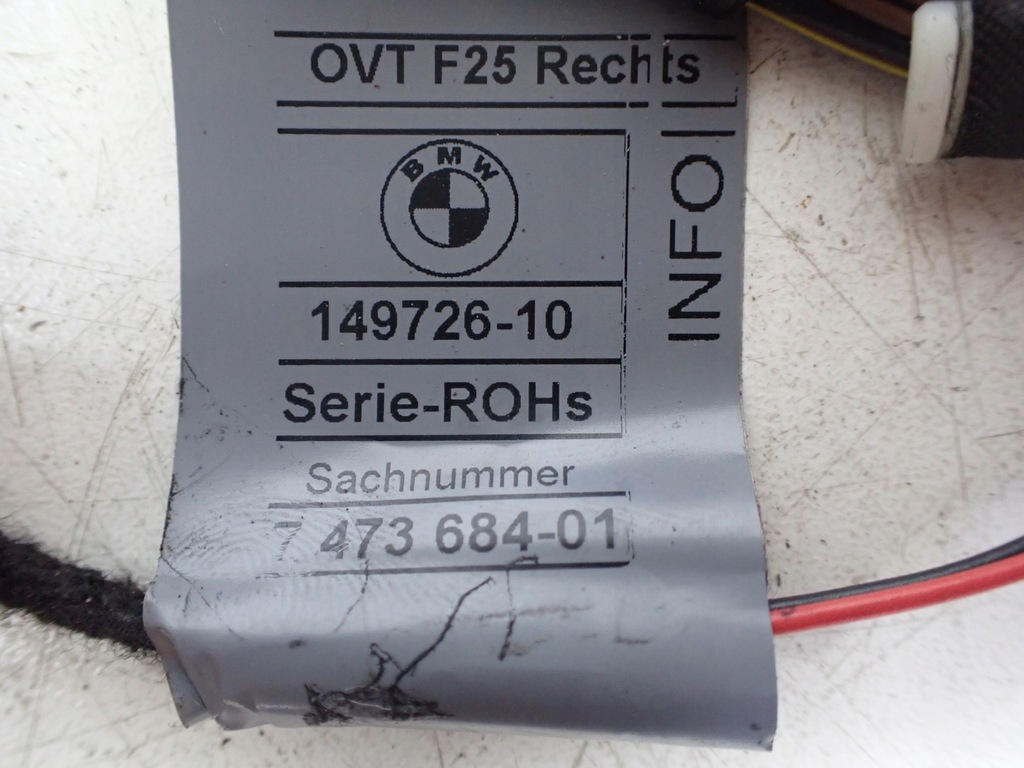 OVT F25 Rechts
BMW
INFO
149726-10
Serie-ROHs
Sachnummer
7 473 684-01